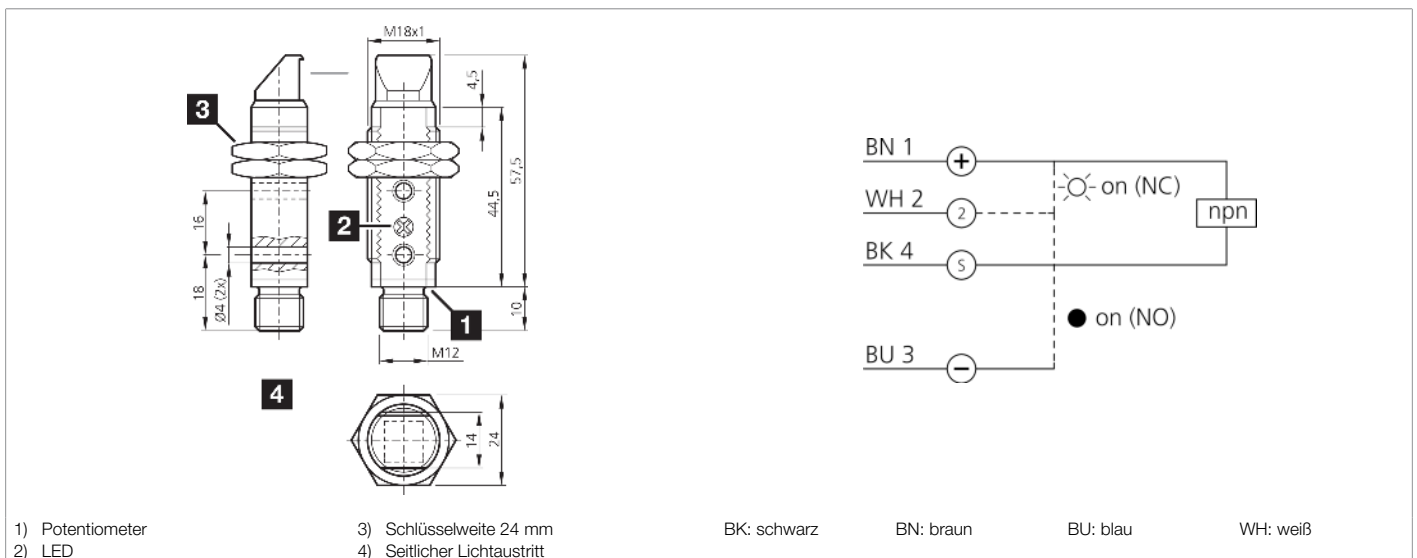 M18x1
4,5
3
57,5
44,5
16
2
18
Ø4 (2x)
10
1
M12
4
14
24
BN 1
+
on (NC)
WH 2
2
npn
BK 4
S
on (NO)
BU 3
−
1) Potentiometer
2) LED
3) Schlüsselweite 24 mm
4) Seitlicher Lichtaustritt
BK: schwarz
BN: braun
BU: blau
WH: weiß